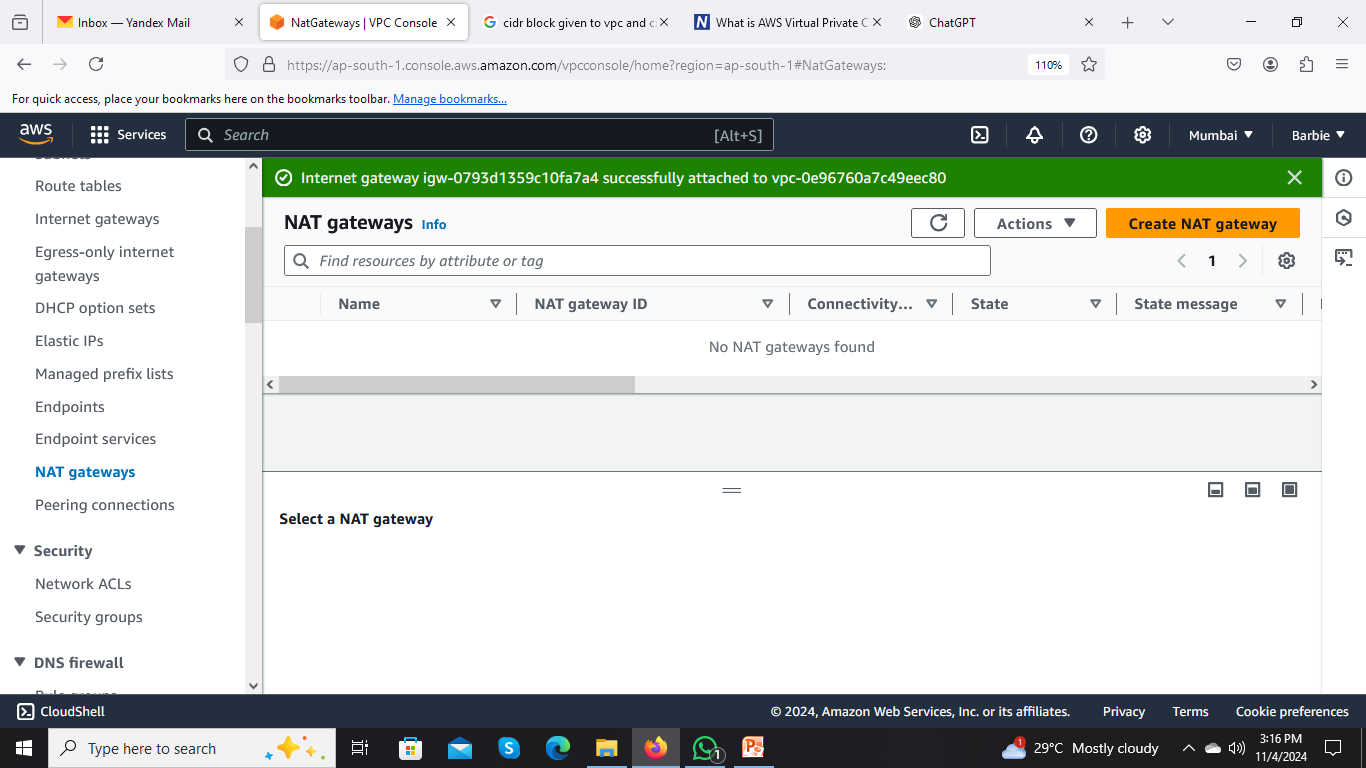 Inbox — Yandex Mail
NatGateways | VPC Console
cidr block given to vpc and c
What is AWS Virtual Private C
ChatGPT
https://ap-south-1.console.aws.amazon.com/vpcconsole/home?region=ap-south-1#NatGateways:
110%
For quick access, place your bookmarks here on the bookmarks toolbar. Manage bookmarks...
aws
Services
Search
[Alt+S]
Mumbai
Barbie
Subnets
Route tables
Internet gateways
Egress-only internet
gateways
DHCP option sets
Elastic IPs
Managed prefix lists
Endpoints
Endpoint services
NAT gateways
Peering connections
Security
Network ACLs
Security groups
DNS firewall
Rule groups
Internet gateway igw-0793d1359c10fa7a4 successfully attached to vpc-0e96760a7c49eec80
NAT gateways Info
Actions
Create NAT gateway
Find resources by attribute or tag
1
Name
NAT gateway ID
Connectivity...
State
State message
No NAT gateways found
Select a NAT gateway
CloudShell
© 2024, Amazon Web Services, Inc. or its affiliates.
Privacy
Terms
Cookie preferences
Type here to search
1
1
29°C Mostly cloudy
3:16 PM
11/4/2024